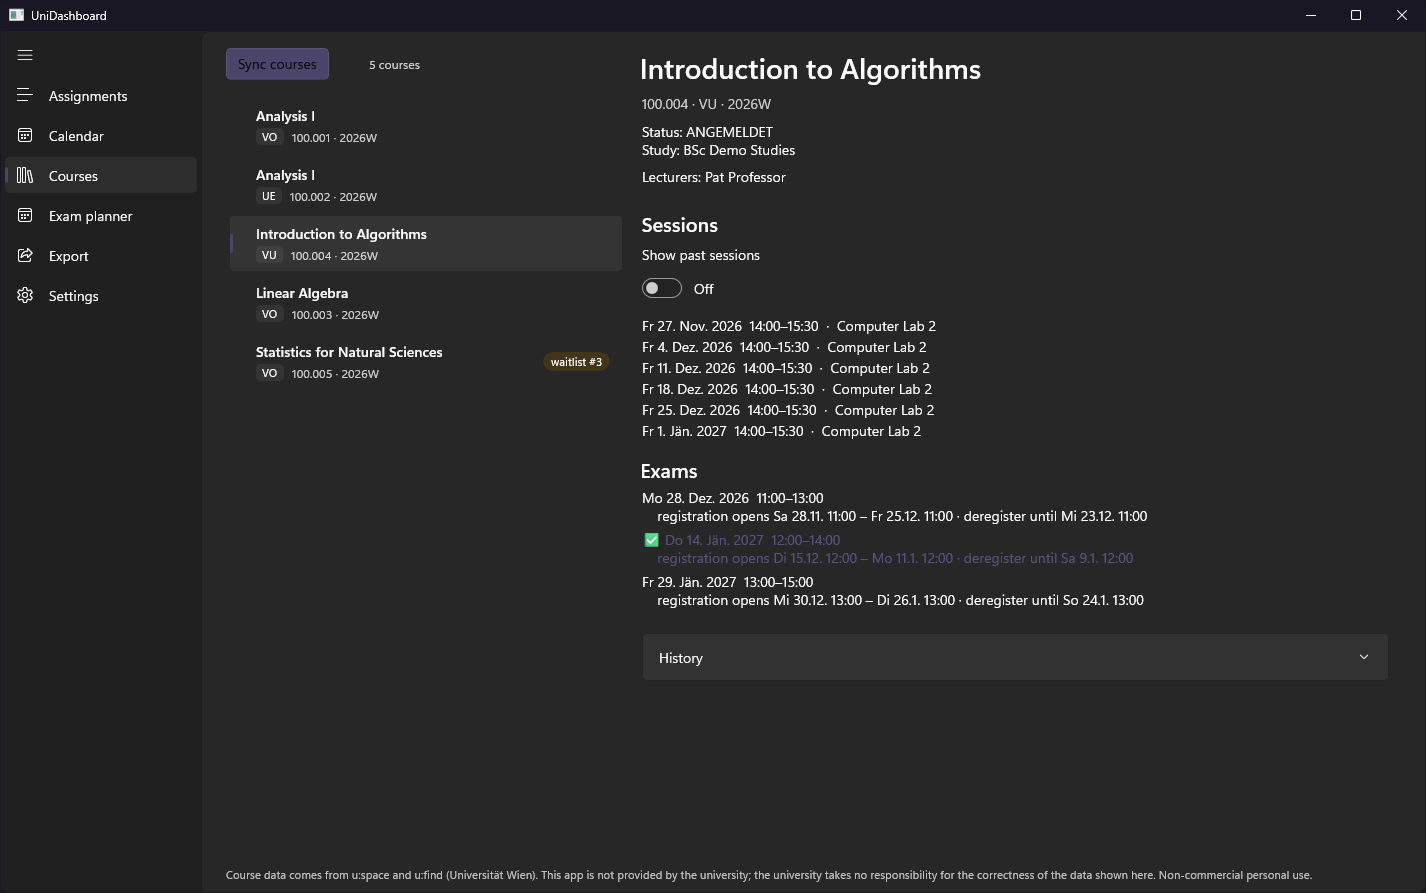 UniDashboard
Sync courses
5 courses
Assignments
Calendar
Courses
Exam planner
Export
Settings
Analysis I
VO 100.001 · 2026W
Analysis I
UE 100.002 · 2026W
Introduction to Algorithms
VU 100.004 · 2026W
Linear Algebra
VO 100.003 · 2026W
Statistics for Natural Sciences
VO 100.005 · 2026W
waitlist #3
Introduction to Algorithms
100.004 · VU · 2026W
Status: ANGEMELDET
Study: BSc Demo Studies
Lecturers: Pat Professor
Sessions
Show past sessions
Off
Fr 27. Nov. 2026 14:00–15:30 · Computer Lab 2
Fr 4. Dez. 2026 14:00–15:30 · Computer Lab 2
Fr 11. Dez. 2026 14:00–15:30 · Computer Lab 2
Fr 18. Dez. 2026 14:00–15:30 · Computer Lab 2
Fr 25. Dez. 2026 14:00–15:30 · Computer Lab 2
Fr 1. Jän. 2027 14:00–15:30 · Computer Lab 2
Exams
Mo 28. Dez. 2026 11:00–13:00
registration opens Sa 28.11. 11:00 – Fr 25.12. 11:00 · deregister until Mi 23.12. 11:00
✅ Do 14. Jän. 2027 12:00–14:00
registration opens Di 15.12. 12:00 – Mo 11.1. 12:00 · deregister until Sa 9.1. 12:00
Fr 29. Jän. 2027 13:00–15:00
registration opens Mi 30.12. 13:00 – Di 26.1. 13:00 · deregister until So 24.1. 13:00
History
Course data comes from u:space and u:find (Universität Wien). This app is not provided by the university; the university takes no responsibility for the correctness of the data shown here. Non-commercial personal use.